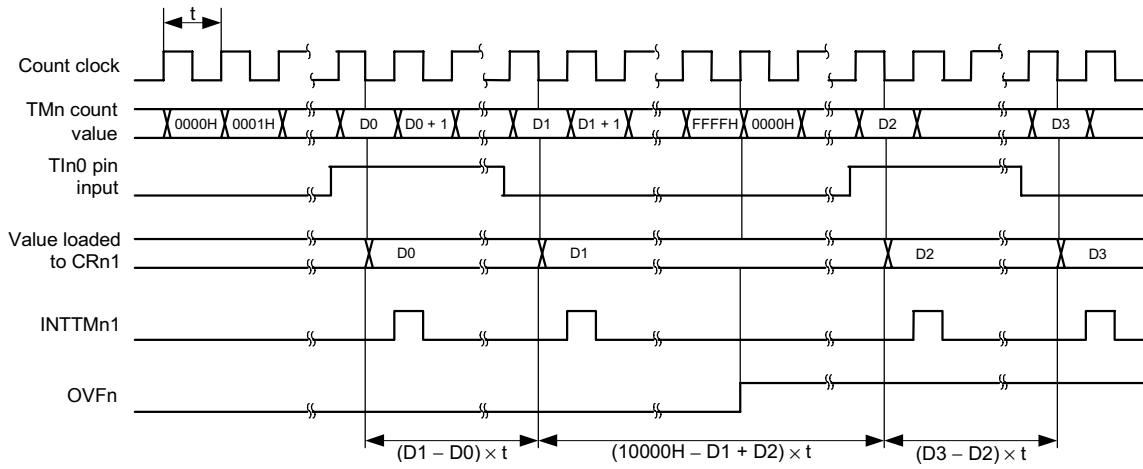 t
Count clock
TMn count
value
0000H 0001H D0 D0 + 1 D1 D1 + 1 FFFFH 0000H D2 D3
TIn0 pin
input
Value loaded
to CRn1
D0 D1 D2 D3
INTTMn1
OVFn
(D1 – D0) × t (10000H – D1 + D2) × t (D3 – D2) × t